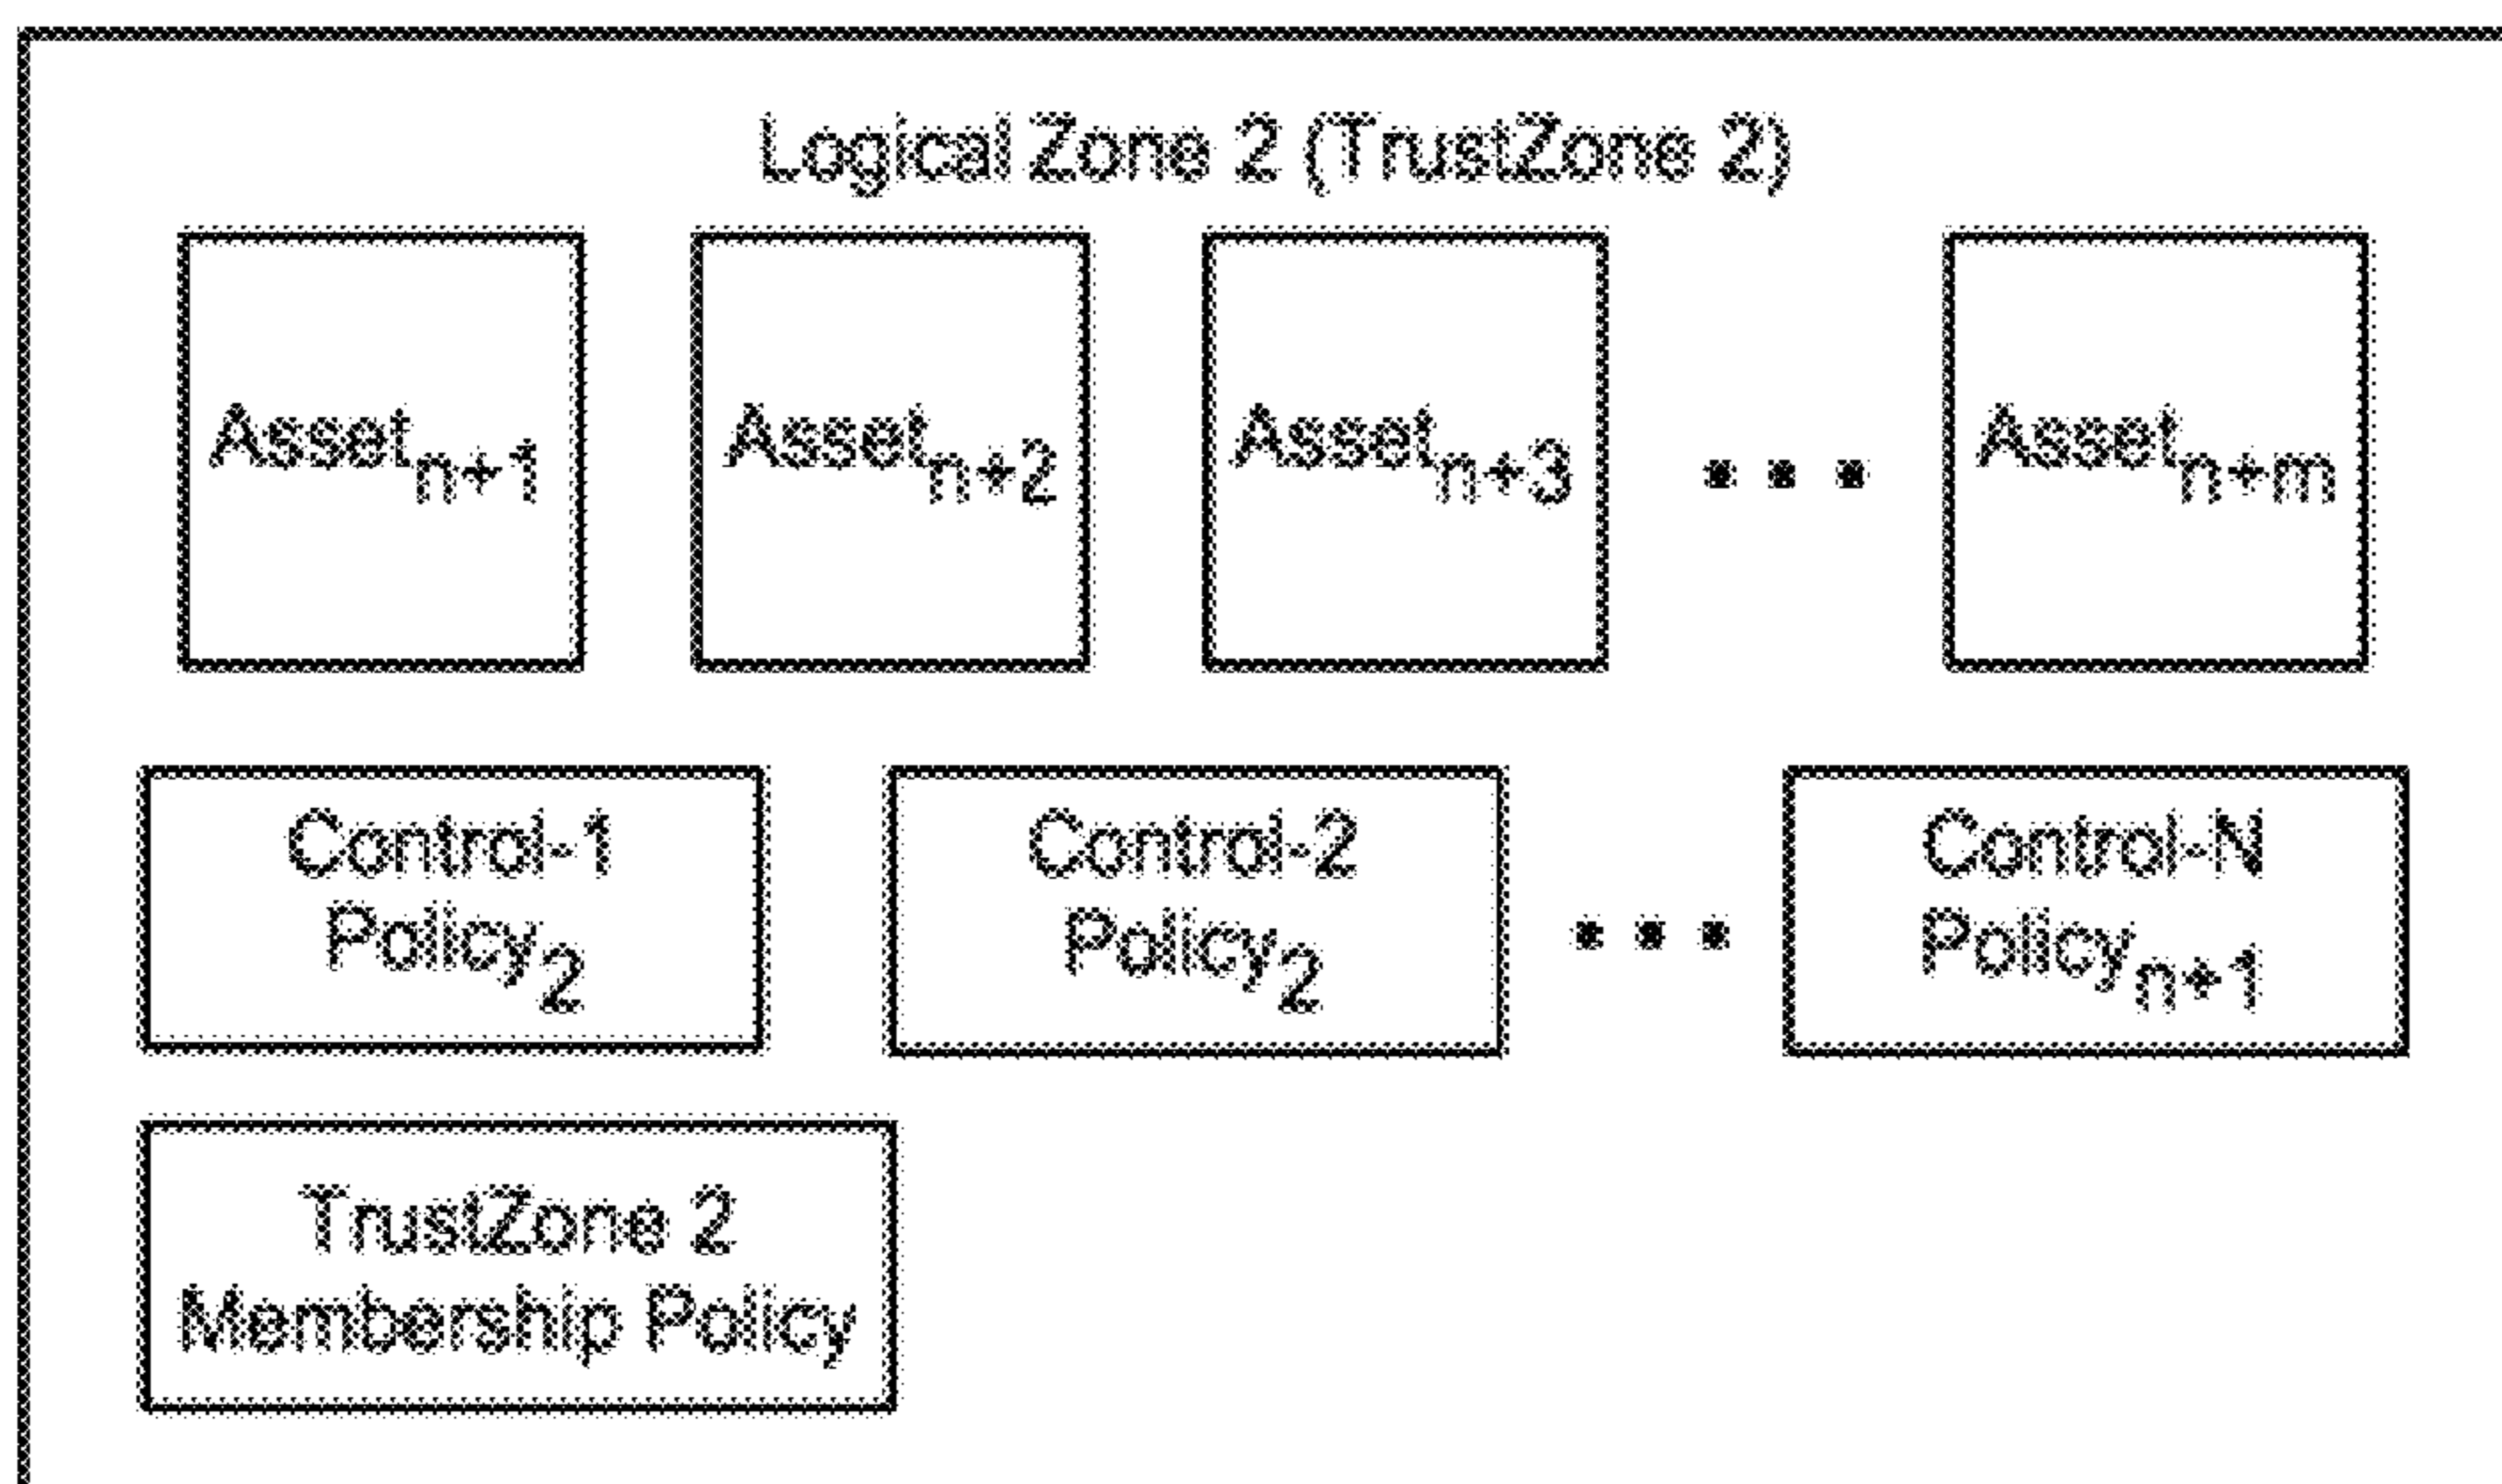 Logical Zone 2 (TrustZone 2)
Asset n+1 Asset n+2 Asset n+3 ... Asset n+m
Control-1 Control-2 Control-N
Policy 2 Policy 2 ... Policy n+1
TrustZone 2
Membership Policy